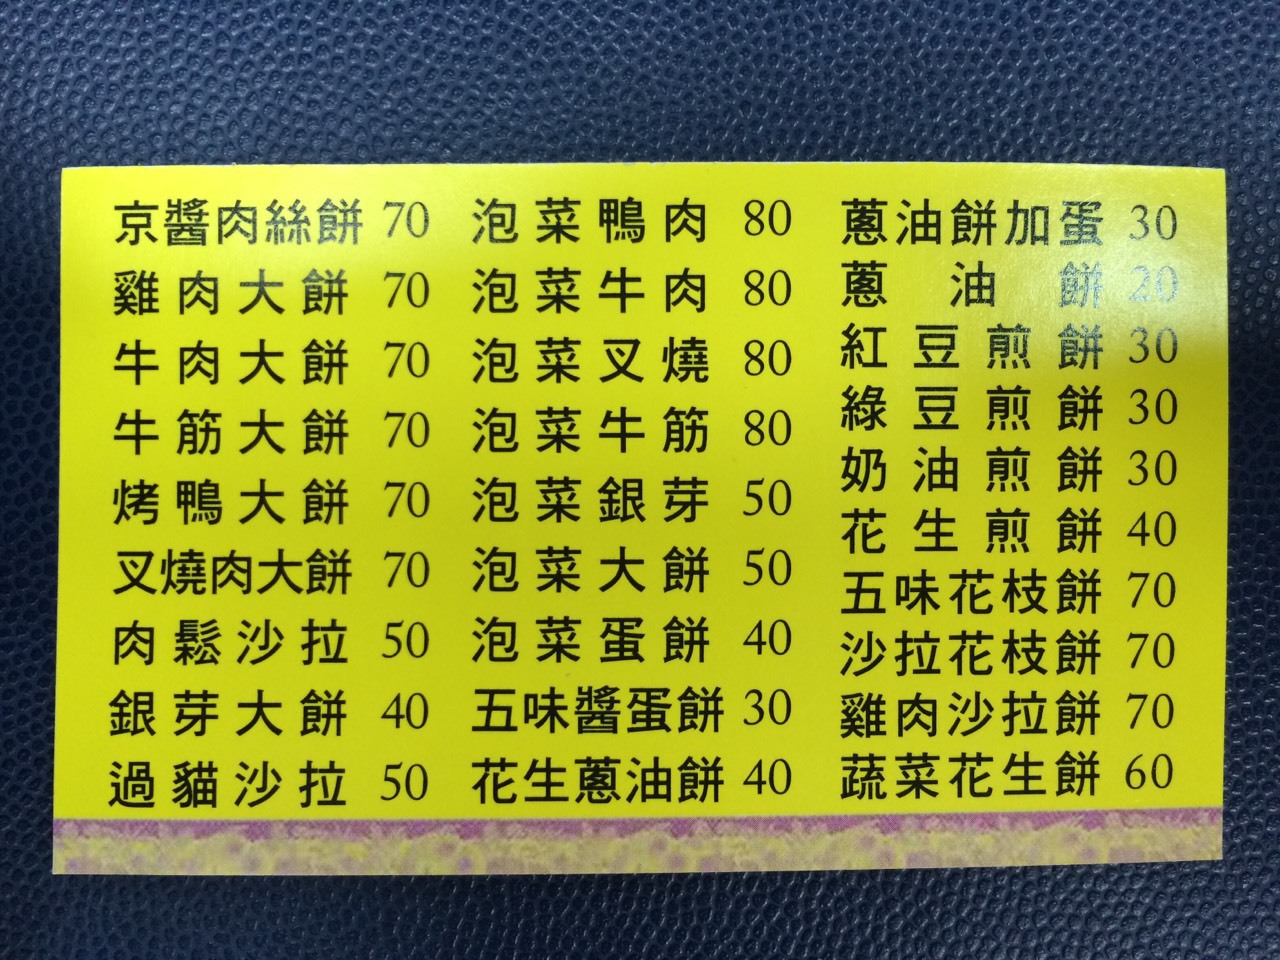 京醬肉絲餅 70
雞肉大餅 70
牛肉大餅 70
牛筋大餅 70
烤鴨大餅 70
叉燒肉大餅 70
肉鬆沙拉 50
銀芽大餅 40
過貓沙拉 50
泡菜鴨肉 80
泡菜牛肉 80
泡菜叉燒 80
泡菜牛筋 80
泡菜銀芽 50
泡菜大餅 50
泡菜蛋餅 40
五味醬蛋餅 30
花生蔥油餅 40
蔥油餅加蛋 30
蔥油餅 20
紅豆煎餅 30
綠豆煎餅 30
奶油煎餅 30
花生煎餅 40
五味花枝餅 70
沙拉花枝餅 70
雞肉沙拉餅 70
蔬菜花生餅 60